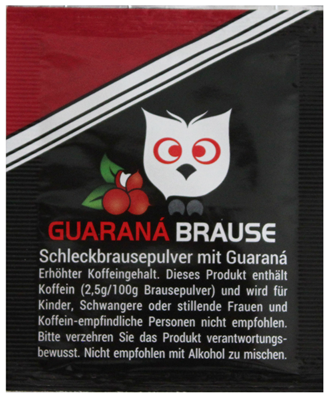 GUARANÁ BRAUSE
Schleckbrausepulver mit Guaraná
Erhöhter Koffeingehalt. Dieses Produkt enthält
Koffein (2,5g/100g Brausepulver) und wird für
Kinder, Schwangere oder stillende Frauen und
Koffein-empfindliche Personen nicht empfohlen.
Bitte verzehren Sie das Produkt verantwortungs-
bewusst. Nicht empfohlen mit Alkohol zu mischen.